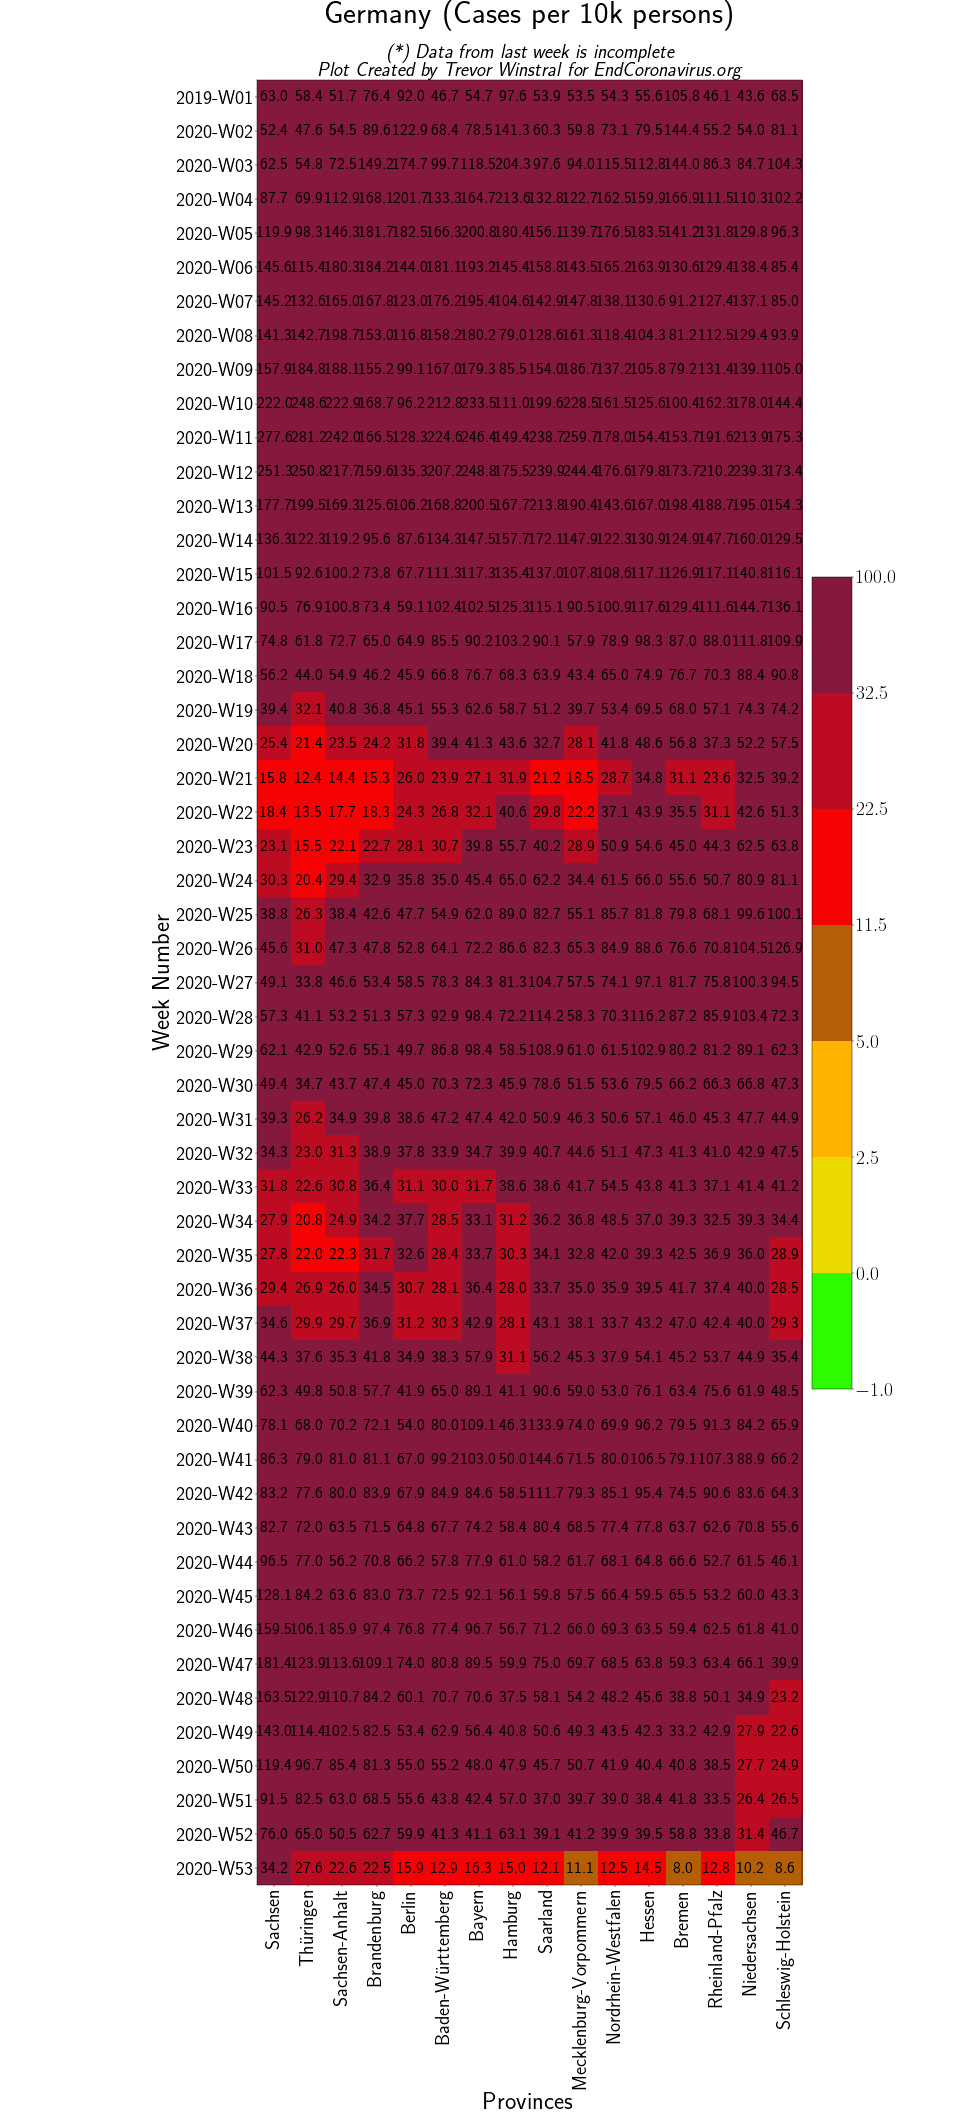 Germany (Cases per 10k persons)
(*) Data from last week is incomplete
Plot Created by Trevor Winstral for EndCoronavirus.org
2019-W01 63.0 58.4 51.7 76.4 92.0 46.7 54.7 97.6 53.9 53.5 54.3 55.6 105.8 46.1 43.6 68.5
2020-W02 52.4 47.6 54.5 89.6 122.9 68.4 78.5 141.3 60.3 59.8 73.1 79.5 144.4 55.2 54.0 81.1
2020-W03 62.5 54.8 72.5 149.2 174.7 99.7 118.5 204.3 97.6 94.0 115.5 112.8 144.0 86.3 84.7 104.3
2020-W04 87.7 69.9 112.9 168.1 201.7 133.3 164.7 213.6 132.8 122.7 162.5 159.9 166.9 111.5 110.3 102.2
2020-W05 119.9 98.3 146.3 181.7 182.5 166.3 200.8 180.4 156.1 139.7 176.5 183.5 141.2 131.8 129.8 96.3
2020-W06 145.6 115.4 180.3 184.2 144.0 181.1 193.2 145.4 158.8 143.5 165.2 163.9 130.6 129.4 138.4 85.4
2020-W07 145.2 132.6 165.0 167.8 123.0 176.2 195.4 104.6 142.9 147.8 138.1 130.6 91.2 127.4 137.1 85.0
2020-W08 141.3 142.7 198.7 153.0 116.8 158.2 180.2 79.0 128.6 161.3 118.4 104.3 81.2 112.5 129.4 93.9
2020-W09 157.9 184.8 188.1 155.2 99.1 167.0 179.3 85.5 154.0 186.7 137.2 105.8 79.2 131.4 139.1 105.0
2020-W10 222.0 248.6 222.9 168.7 96.2 212.8 233.5 111.0 199.6 228.5 161.5 125.6 100.4 162.3 178.0 144.4
2020-W11 277.6 281.2 242.0 166.5 128.3 224.6 246.4 149.4 238.7 259.7 178.0 154.4 153.7 191.6 213.9 175.3
2020-W12 251.3 250.8 217.7 159.6 135.3 207.2 248.8 175.5 239.9 244.4 176.6 179.8 173.7 210.2 239.3 173.4
2020-W13 177.7 199.5 169.3 125.6 106.2 168.8 200.5 167.7 213.8 190.4 143.6 167.0 198.4 188.7 195.0 154.3
2020-W14 136.3 122.3 119.2 95.6 87.6 134.3 147.5 157.7 172.1 147.9 122.3 130.9 124.9 147.7 160.0 129.5
2020-W15 101.5 92.6 100.2 73.8 67.7 111.3 117.3 135.4 137.0 107.8 108.6 117.1 126.9 117.1 140.8 116.1
2020-W16 90.5 76.9 100.8 73.4 59.1 102.4 102.5 125.3 115.1 90.5 100.9 117.6 129.4 111.6 144.7 136.1
2020-W17 74.8 61.8 72.7 65.0 64.9 85.5 90.2 103.2 90.1 57.9 78.9 98.3 87.0 88.0 111.8 109.9
2020-W18 56.2 44.0 54.9 46.2 45.9 66.8 76.7 68.3 63.9 43.4 65.0 74.9 76.7 70.3 88.4 90.8
2020-W19 39.4 32.1 40.8 36.8 45.1 55.3 62.6 58.7 51.2 39.7 53.4 69.5 68.0 57.1 74.3 74.2
2020-W20 25.4 21.4 23.5 24.2 31.8 39.4 41.3 43.6 32.7 28.1 41.8 48.6 56.8 37.3 52.2 57.5
2020-W21 15.8 12.4 14.4 15.3 26.0 23.9 27.1 31.9 21.2 18.5 28.7 34.8 31.1 23.6 32.5 39.2
2020-W22 18.4 13.5 17.7 18.3 24.3 26.8 32.1 40.6 29.8 22.2 37.1 43.9 35.5 31.1 42.6 51.3
2020-W23 23.1 15.5 22.1 22.7 28.1 30.7 39.8 55.7 40.2 28.9 50.9 54.6 45.0 44.3 62.5 63.8
2020-W24 30.3 20.4 29.4 32.9 35.8 35.0 45.4 65.0 62.2 34.4 61.5 66.0 55.6 50.7 80.9 81.1
2020-W25 38.8 26.3 38.4 42.6 47.7 54.9 62.0 89.0 82.7 55.1 85.7 81.8 79.8 68.1 99.6 100.1
2020-W26 45.6 31.0 47.3 47.8 52.8 64.1 72.2 86.6 82.3 65.3 84.9 88.6 76.6 70.8 104.5 126.9
2020-W27 49.1 33.8 46.6 53.4 58.5 78.3 84.3 81.3 104.7 57.5 74.1 97.1 81.7 75.8 100.3 94.5
2020-W28 57.3 41.1 53.2 51.3 57.3 92.9 98.4 72.2 114.2 58.3 70.3 116.2 87.2 85.9 103.4 72.3
2020-W29 62.1 42.9 52.6 55.1 49.7 86.8 98.4 58.5 108.9 61.0 61.5 102.9 80.2 81.2 89.1 62.3
2020-W30 49.4 34.7 43.7 47.4 45.0 70.3 72.3 45.9 78.6 51.5 53.6 79.5 66.2 66.3 66.8 47.3
2020-W31 39.3 26.2 34.9 39.8 38.6 47.2 47.4 42.0 50.9 46.3 50.6 57.1 46.0 45.3 47.7 44.9
2020-W32 34.3 23.0 31.3 38.9 37.8 33.9 34.7 39.9 40.7 44.6 51.1 47.3 41.3 41.0 42.9 47.5
2020-W33 31.8 22.6 30.8 36.4 31.1 30.0 31.7 38.6 38.6 41.7 54.5 43.8 41.3 37.1 41.4 41.2
2020-W34 27.9 20.8 24.9 34.2 37.7 28.5 33.1 31.2 36.2 36.8 48.5 37.0 39.3 32.5 39.3 34.4
2020-W35 27.8 22.0 22.3 31.7 32.6 28.4 33.7 30.3 34.1 32.8 42.0 39.3 42.5 36.9 36.0 28.9
2020-W36 29.4 26.9 26.0 34.5 30.7 28.1 36.4 28.0 33.7 35.0 35.9 39.5 41.7 37.4 40.0 28.5
2020-W37 34.6 29.9 29.7 36.9 31.2 30.3 42.9 28.1 43.1 38.1 33.7 43.2 47.0 42.4 40.0 29.3
2020-W38 44.3 37.6 35.3 41.8 34.9 38.3 57.9 31.1 56.2 45.3 37.9 54.1 45.2 53.7 44.9 35.4
2020-W39 62.3 49.8 50.8 57.7 41.9 65.0 89.1 41.1 90.6 59.0 53.0 76.1 63.4 75.6 61.9 48.5
2020-W40 78.1 68.0 70.2 72.1 54.0 80.0 109.1 46.3 133.9 74.0 69.9 96.2 79.5 91.3 84.2 65.9
2020-W41 86.3 79.0 81.0 81.1 67.0 99.2 103.0 50.0 144.6 71.5 80.0 106.5 79.1 107.3 88.9 66.2
2020-W42 83.2 77.6 80.0 83.9 67.9 84.9 84.6 58.5 111.7 79.3 85.1 95.4 74.5 90.6 83.6 64.3
2020-W43 82.7 72.0 63.5 71.5 64.8 67.7 74.2 58.4 80.4 68.5 77.4 77.8 63.7 62.6 70.8 55.6
2020-W44 96.5 77.0 56.2 70.8 66.2 57.8 77.9 61.0 58.2 61.7 68.1 64.8 66.6 52.7 61.5 46.1
2020-W45 128.1 84.2 63.6 83.0 73.7 72.5 92.1 56.1 59.8 57.5 66.4 59.5 65.5 53.2 60.0 43.3
2020-W46 159.5 106.1 85.9 97.4 76.8 77.4 96.7 56.7 71.2 66.0 69.3 63.5 59.4 62.5 61.8 41.0
2020-W47 181.4 123.9 113.6 109.1 74.0 80.8 89.5 59.9 75.0 69.7 68.5 63.8 59.3 63.4 66.1 39.9
2020-W48 163.5 122.9 110.7 84.2 60.1 70.7 70.6 37.5 58.1 54.2 48.2 45.6 38.8 50.1 34.9 23.2
2020-W49 143.0 114.4 102.5 82.5 53.4 62.9 56.4 40.8 50.6 49.3 43.5 42.3 33.2 42.9 27.9 22.6
2020-W50 119.4 96.7 85.4 81.3 55.0 55.2 48.0 47.9 45.7 50.7 41.9 40.4 40.8 38.5 27.7 24.9
2020-W51 91.5 82.5 63.0 68.5 55.6 43.8 42.4 57.0 37.0 39.7 39.0 38.4 41.8 33.5 26.4 26.5
2020-W52 76.0 65.0 50.5 62.7 59.9 41.3 41.1 63.1 39.1 41.2 39.9 39.5 58.8 33.8 31.4 46.7
2020-W53 34.2 27.6 22.6 22.5 15.9 12.9 16.3 15.0 12.1 11.1 12.5 14.5 8.0 12.8 10.2 8.6
Week Number
Sachsen
Thüringen
Sachsen-Anhalt
Brandenburg
Berlin
Baden-Württemberg
Bayern
Hamburg
Saarland
Mecklenburg-Vorpommern
Nordrhein-Westfalen
Hessen
Bremen
Rheinland-Pfalz
Niedersachsen
Schleswig-Holstein
Provinces
100.0
32.5
22.5
11.5
5.0
2.5
0.0
−1.0